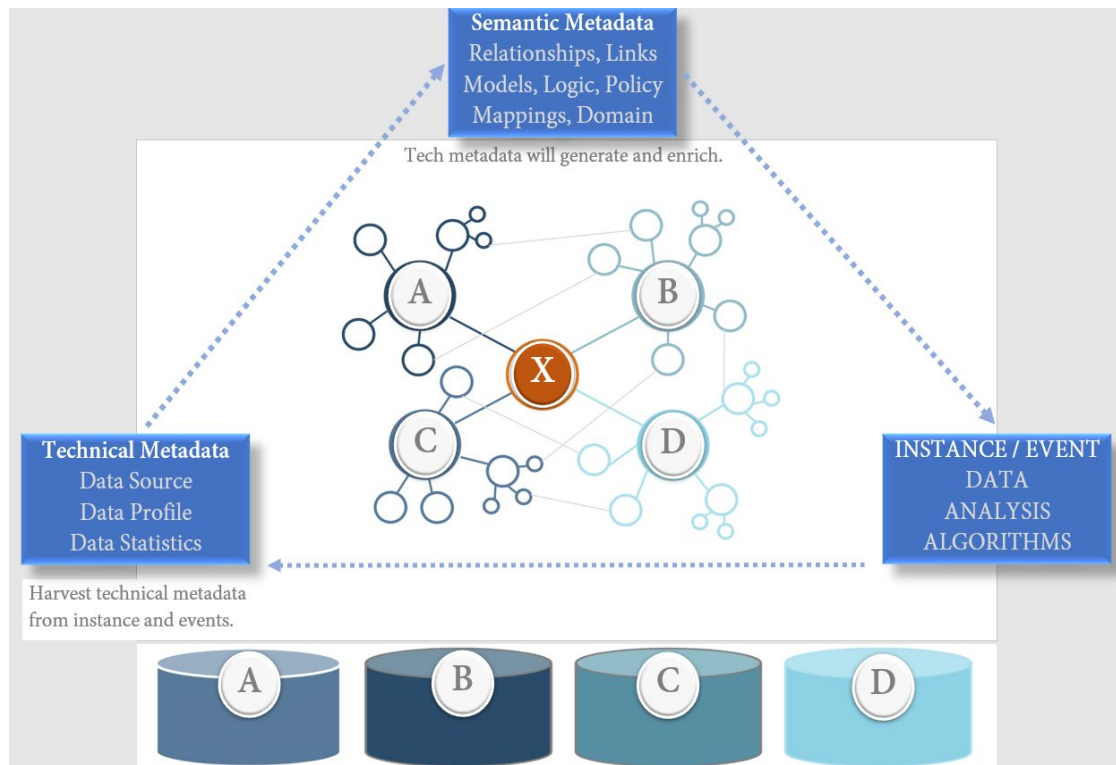 Semantic Metadata
Relationships, Links
Models, Logic, Policy
Mappings, Domain
Tech metadata will generate and enrich.
A
B
X
C
D
Technical Metadata
Data Source
Data Profile
Data Statistics
INSTANCE / EVENT
DATA
ANALYSIS
ALGORITHMS
Harvest technical metadata
from instance and events.
A
B
C
D